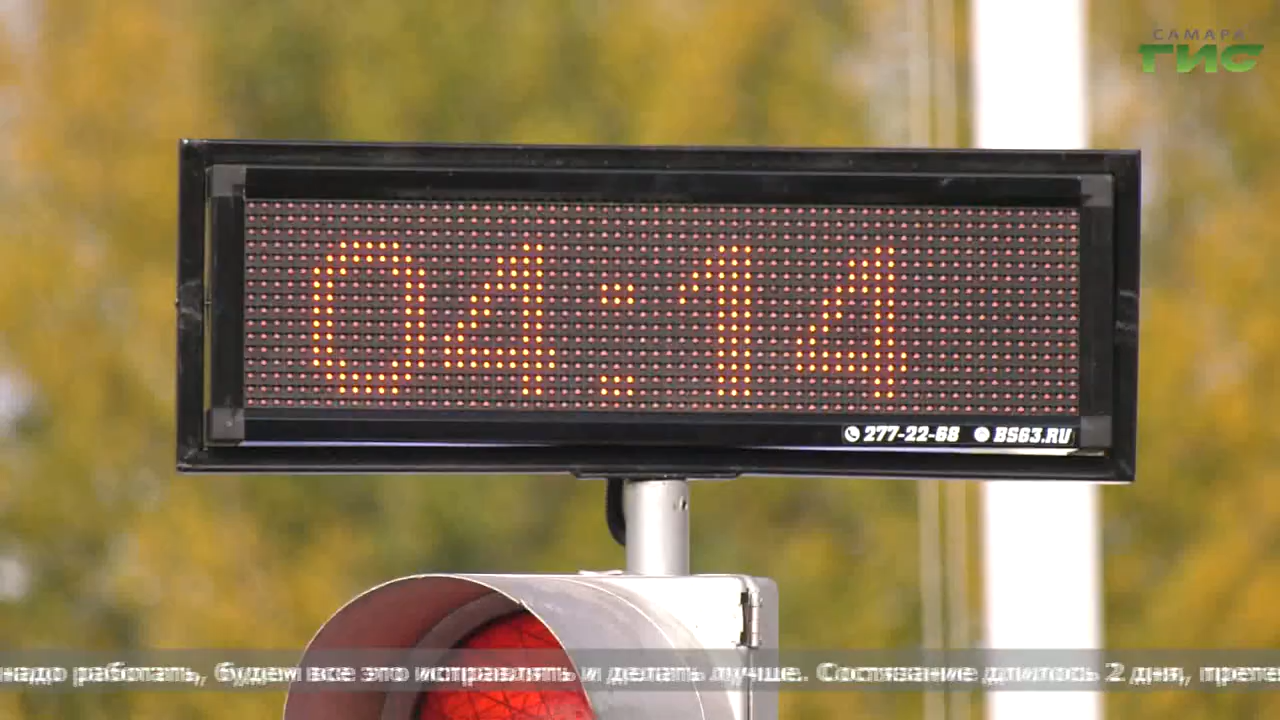 САМАРА
ГИС
04:14
277-22-68 BS63.RU
надо работать, будем все это исправлять и делать лучше. Состязание длилось 2 дня,